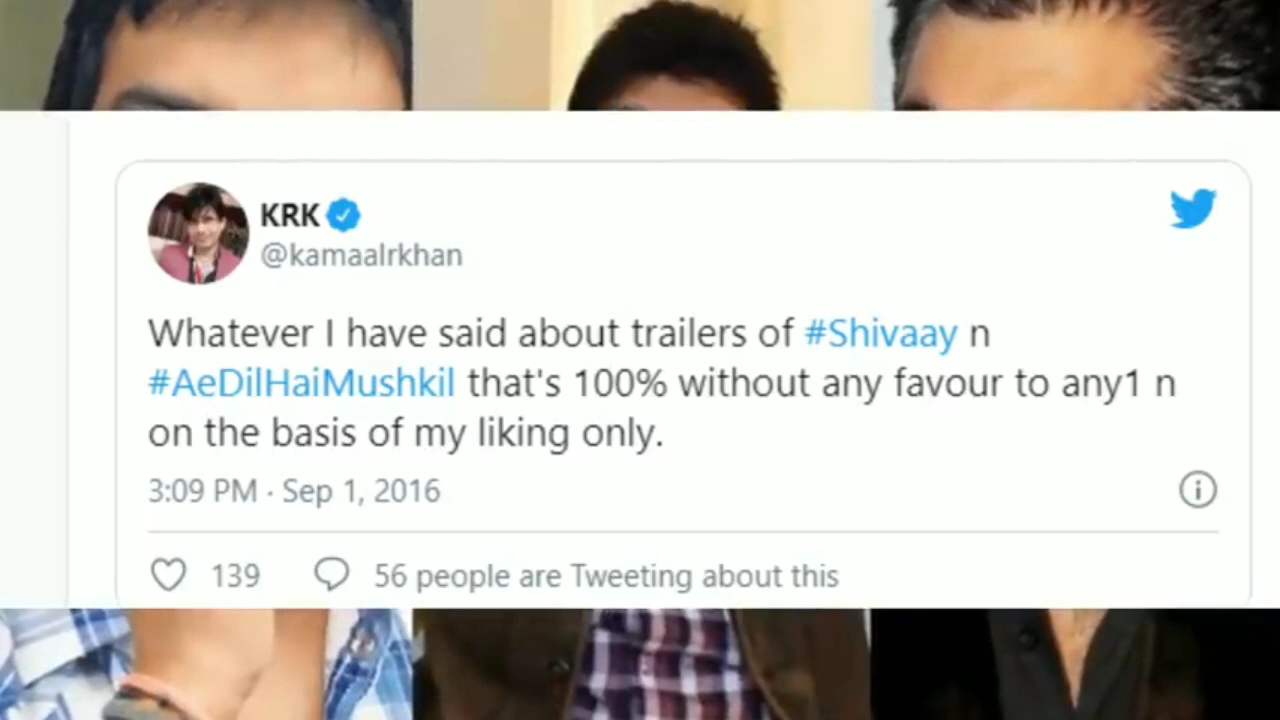 KRK
@kamaalrkhan
Whatever I have said about trailers of #Shivaay n
#AeDilHaiMushkil that's 100% without any favour to any1 n
on the basis of my liking only.
3:09 PM · Sep 1, 2016
139 56 people are Tweeting about this